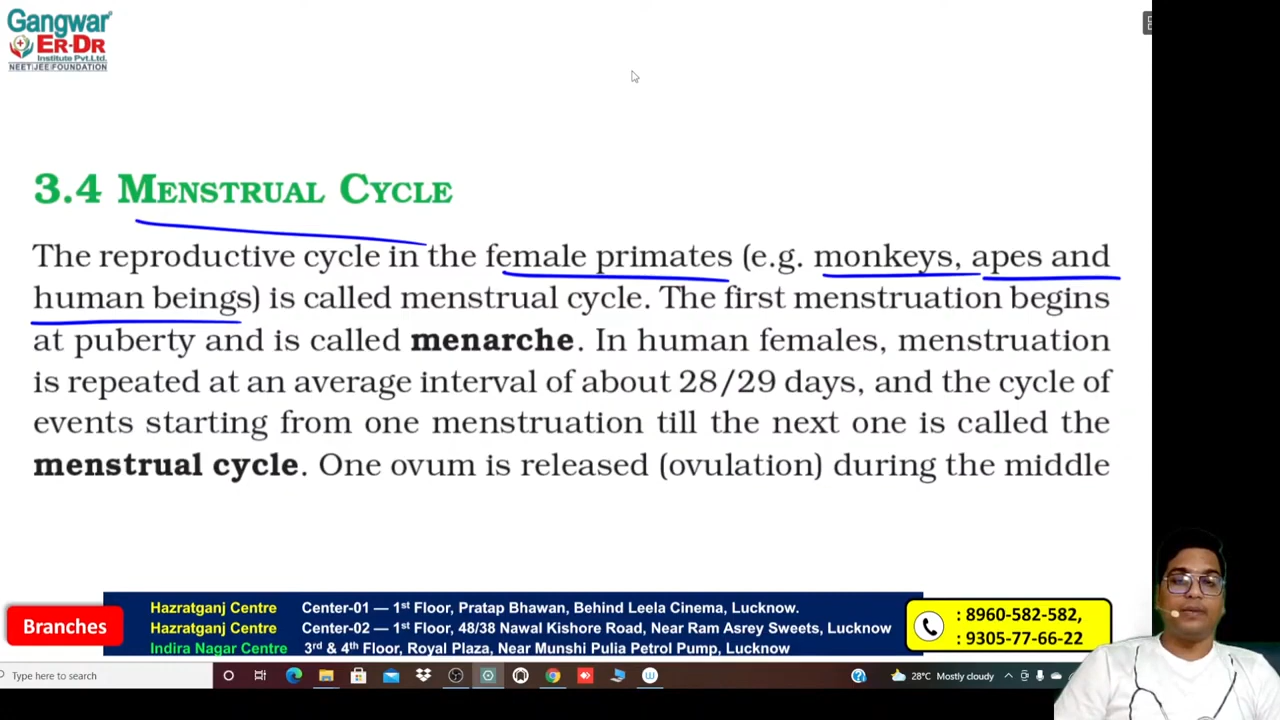 Gangwar
ER-DR
Institute Pvt.Ltd.
NEET|JEE|FOUNDATION
3.4 MENSTRUAL CYCLE
The reproductive cycle in the female primates (e.g. monkeys, apes and
human beings) is called menstrual cycle. The first menstruation begins
at puberty and is called menarche. In human females, menstruation
is repeated at an average interval of about 28/29 days, and the cycle of
events starting from one menstruation till the next one is called the
menstrual cycle. One ovum is released (ovulation) during the middle
Branches
Hazratganj Centre Center-01 — 1st Floor, Pratap Bhawan, Behind Leela Cinema, Lucknow.
Hazratganj Centre Center-02 — 1st Floor, 48/38 Nawal Kishore Road, Near Ram Asrey Sweets, Lucknow
Indira Nagar Centre 3rd & 4th Floor, Royal Plaza, Near Munshi Pulia Petrol Pump, Lucknow
: 8960-582-582,
: 9305-77-66-22
Type here to search
28°C Mostly cloudy